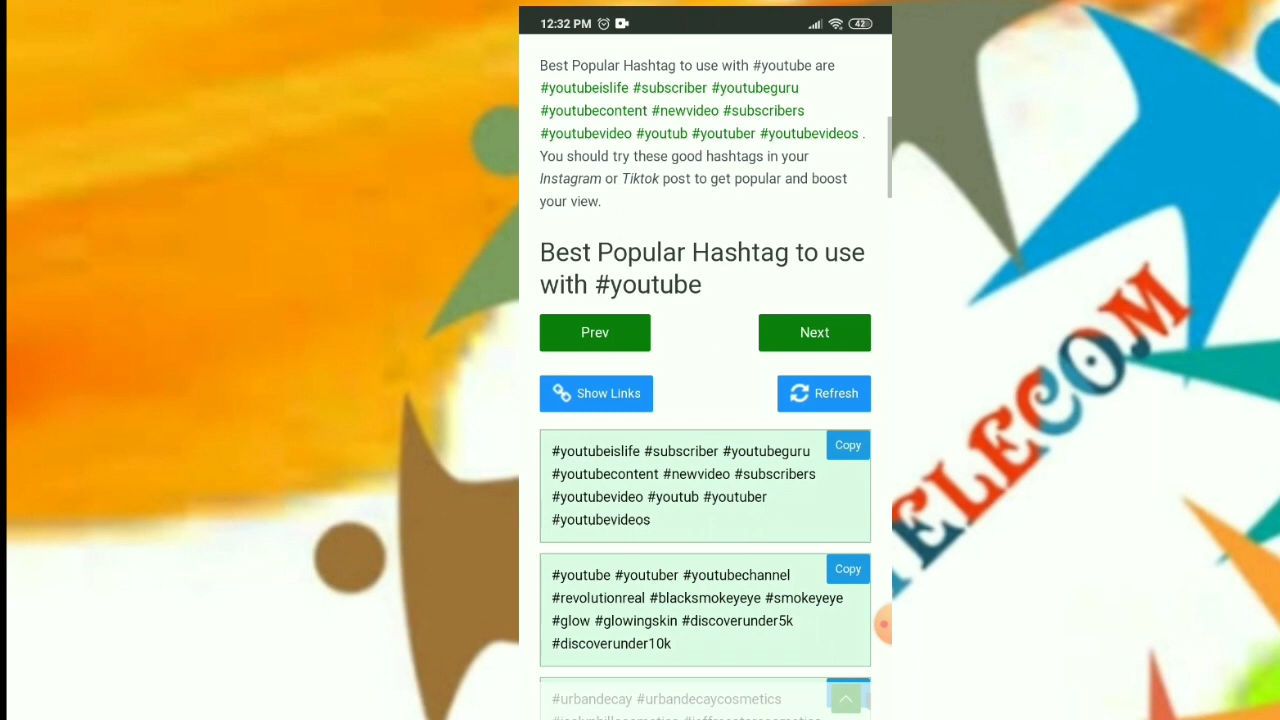 12:32 PM
42
Best Popular Hashtag to use with #youtube are
#youtubeislife #subscriber #youtubeguru
#youtubecontent #newvideo #subscribers
#youtubevideo #youtub #youtuber #youtubevideos .
You should try these good hashtags in your
Instagram or Tiktok post to get popular and boost
your view.
Best Popular Hashtag to use
with #youtube
Prev
Next
Show Links
Refresh
Copy
#youtubeislife #subscriber #youtubeguru
#youtubecontent #newvideo #subscribers
#youtubevideo #youtub #youtuber
#youtubevideos
Copy
#youtube #youtuber #youtubechannel
#revolutionreal #blacksmokeyeye #smokeyeye
#glow #glowingskin #discoverunder5k
#discoverunder10k
#urbandecay #urbandecaycosmetics
TELECOM